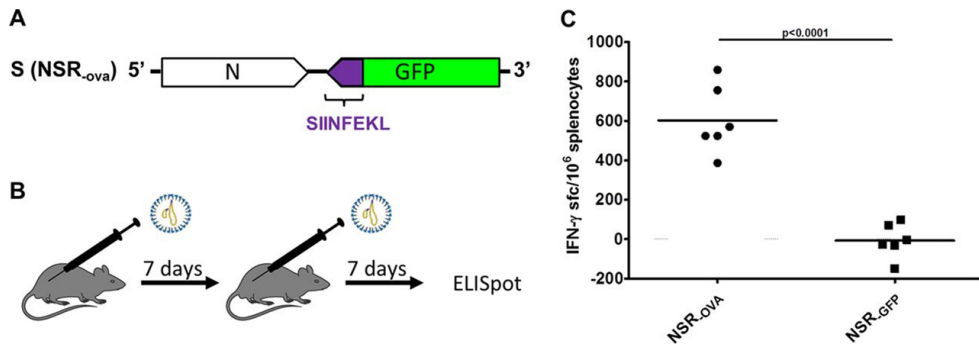 A
S (NSR-ova) 5’ N GFP 3’
SIINFEKL
B
7 days 7 days ELISpot
C
p<0.0001
IFN-γ sfc/10⁶ splenocytes
1000
800
600
400
200
0
-200
NSR-OVA
NSR-GFP